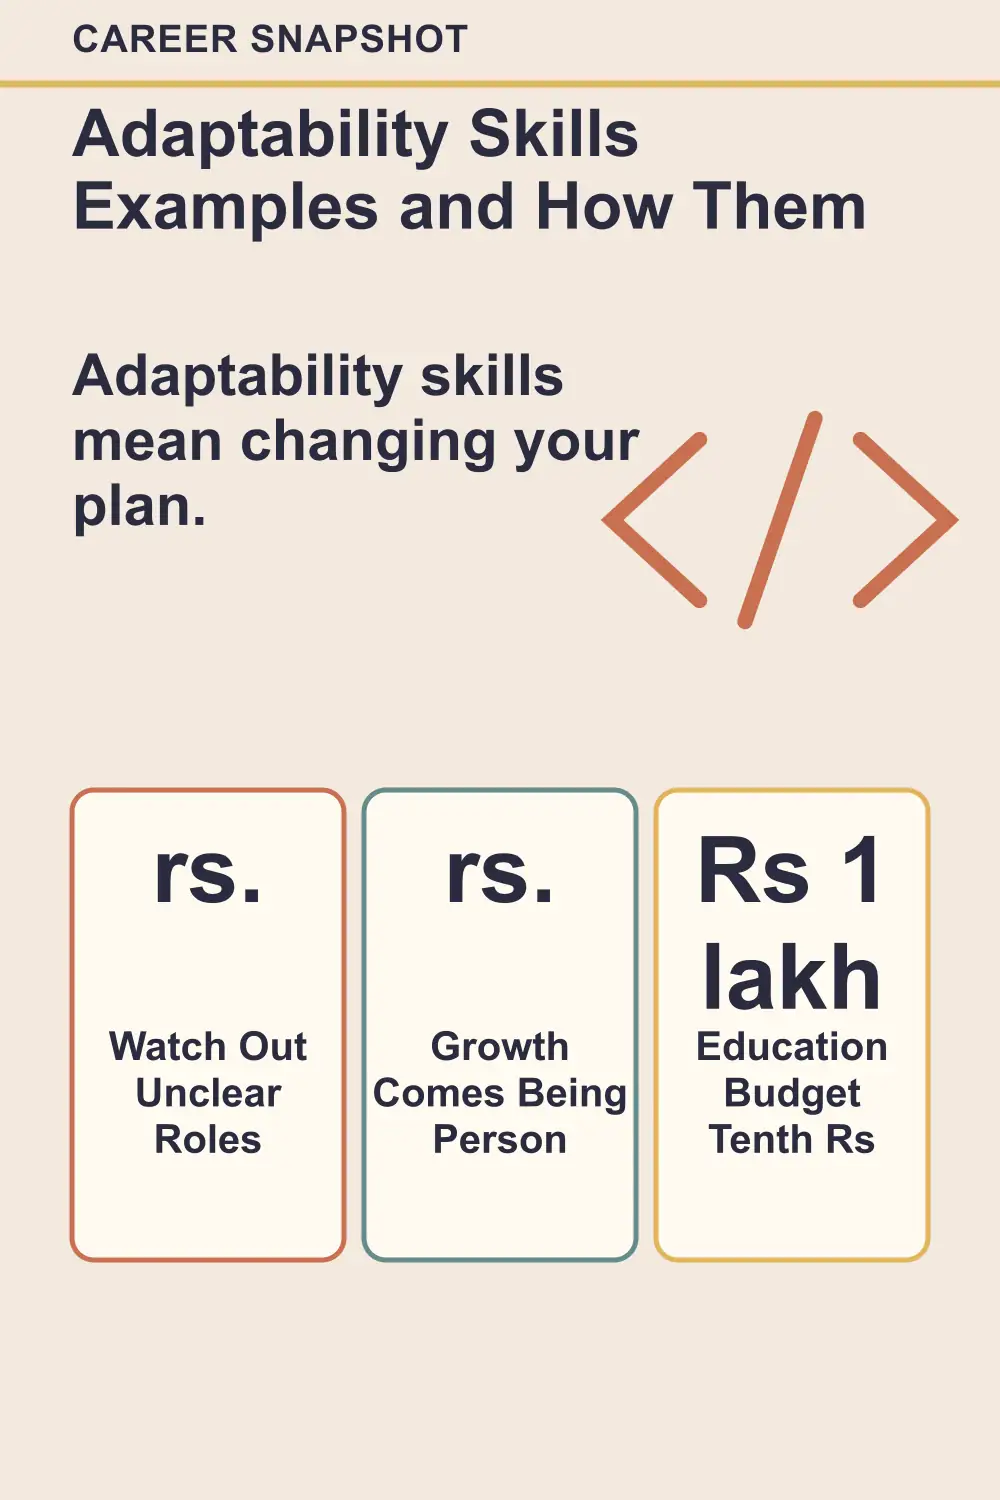 CAREER SNAPSHOT
Adaptability Skills
Examples and How Them
Adaptability skills
mean changing your
plan.
</>
rs.
Watch Out
Unclear
Roles
rs.
Growth
Comes Being
Person
Rs 1
lakh
Education
Budget
Tenth Rs